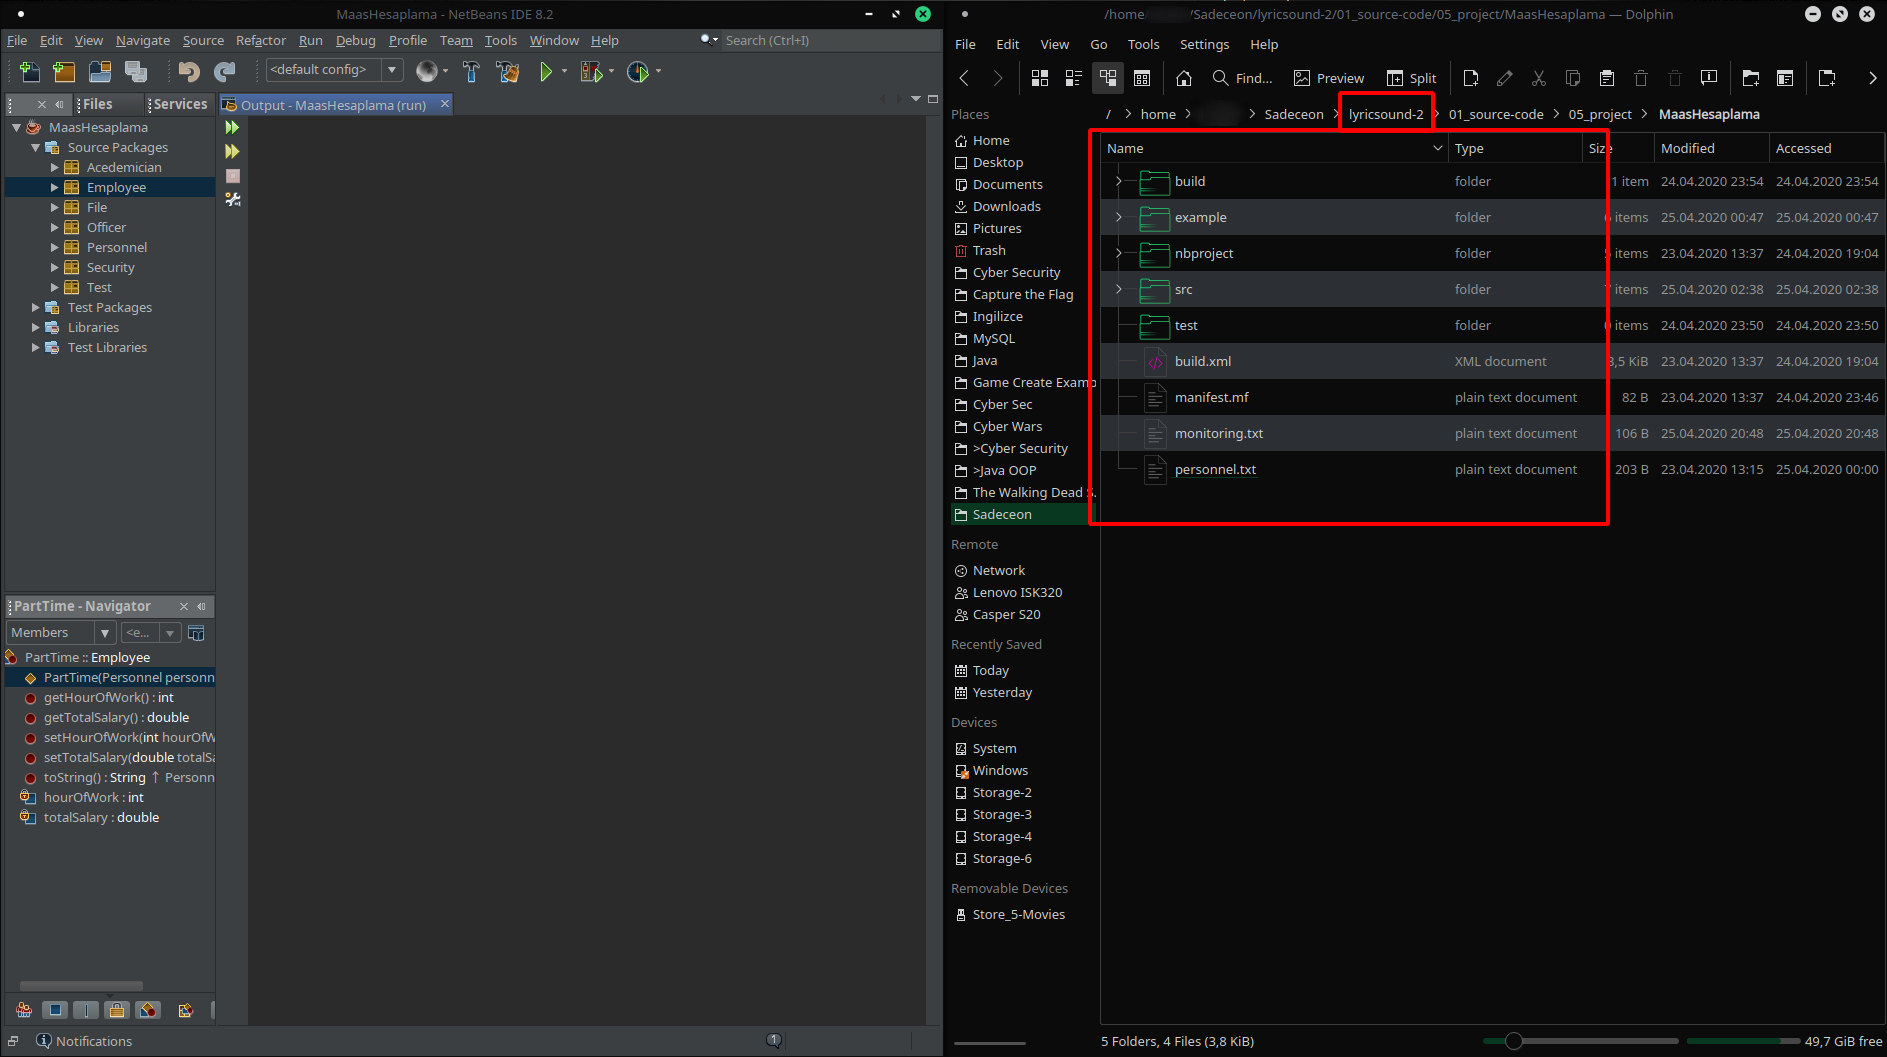 MaasHesaplama - NetBeans IDE 8.2
File Edit View Navigate Source Refactor Run Debug Profile Team Tools Window Help
Search (Ctrl+I)
<default config>
Files
Services
MaasHesaplama
Source Packages
Acedemician
Employee
File
Officer
Personnel
Security
Test
Test Packages
Libraries
Test Libraries
PartTime - Navigator
Members
<e...
PartTime :: Employee
PartTime(Personnel personn
getHourOfWork() : int
getTotalSalary() : double
setHourOfWork(int hourOfW
setTotalSalary(double totalSa
toString() : String ↑ Personn
hourOfWork : int
totalSalary : double
Notifications
Output - MaasHesaplama (run)
1
/home/ /Sadeceon/lyricsound-2/01_source-code/05_project/MaasHesaplama — Dolphin
File Edit View Go Tools Settings Help
Find... Preview Split
/ > home > > Sadeceon > lyricsound-2 > 01_source-code > 05_project > MaasHesaplama
Places
Home
Desktop
Documents
Downloads
Pictures
Trash
Cyber Security
Capture the Flag
Ingilizce
MySQL
Java
Game Create Examp
Cyber Sec
Cyber Wars
>Cyber Security
>Java OOP
The Walking Dead S.
Sadeceon
Remote
Network
Lenovo ISK320
Casper S20
Recently Saved
Today
Yesterday
Devices
System
Windows
Storage-2
Storage-3
Storage-4
Storage-6
Removable Devices
Store_5-Movies
Name Type Size Modified Accessed
build folder 1 item 24.04.2020 23:54 24.04.2020 23:54
example folder items 25.04.2020 00:47 25.04.2020 00:47
nbproject folder items 23.04.2020 13:37 24.04.2020 19:04
src folder items 25.04.2020 02:38 25.04.2020 02:38
test folder 0 items 24.04.2020 23:50 24.04.2020 23:50
build.xml XML document 3,5 KiB 23.04.2020 13:37 24.04.2020 19:04
manifest.mf plain text document 82 B 23.04.2020 13:37 24.04.2020 23:46
monitoring.txt plain text document 106 B 25.04.2020 20:48 25.04.2020 20:48
personnel.txt plain text document 203 B 23.04.2020 13:15 25.04.2020 00:00
5 Folders, 4 Files (3,8 KiB)
49,7 GiB free